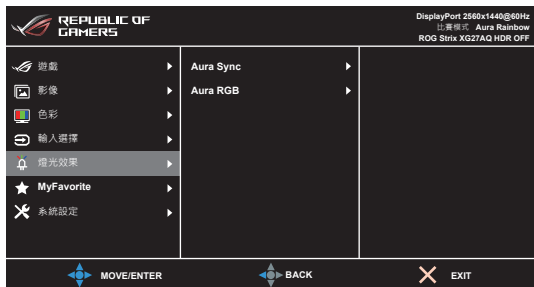 REPUBLIC OF
GAMERS
DisplayPort 2560x1440@60Hz
比賽模式 Aura Rainbow
ROG Strix XG27AQ HDR OFF
遊戲
影像
色彩
輸入選擇
燈光效果
MyFavorite
系統設定
Aura Sync
Aura RGB
MOVE/ENTER
BACK
EXIT